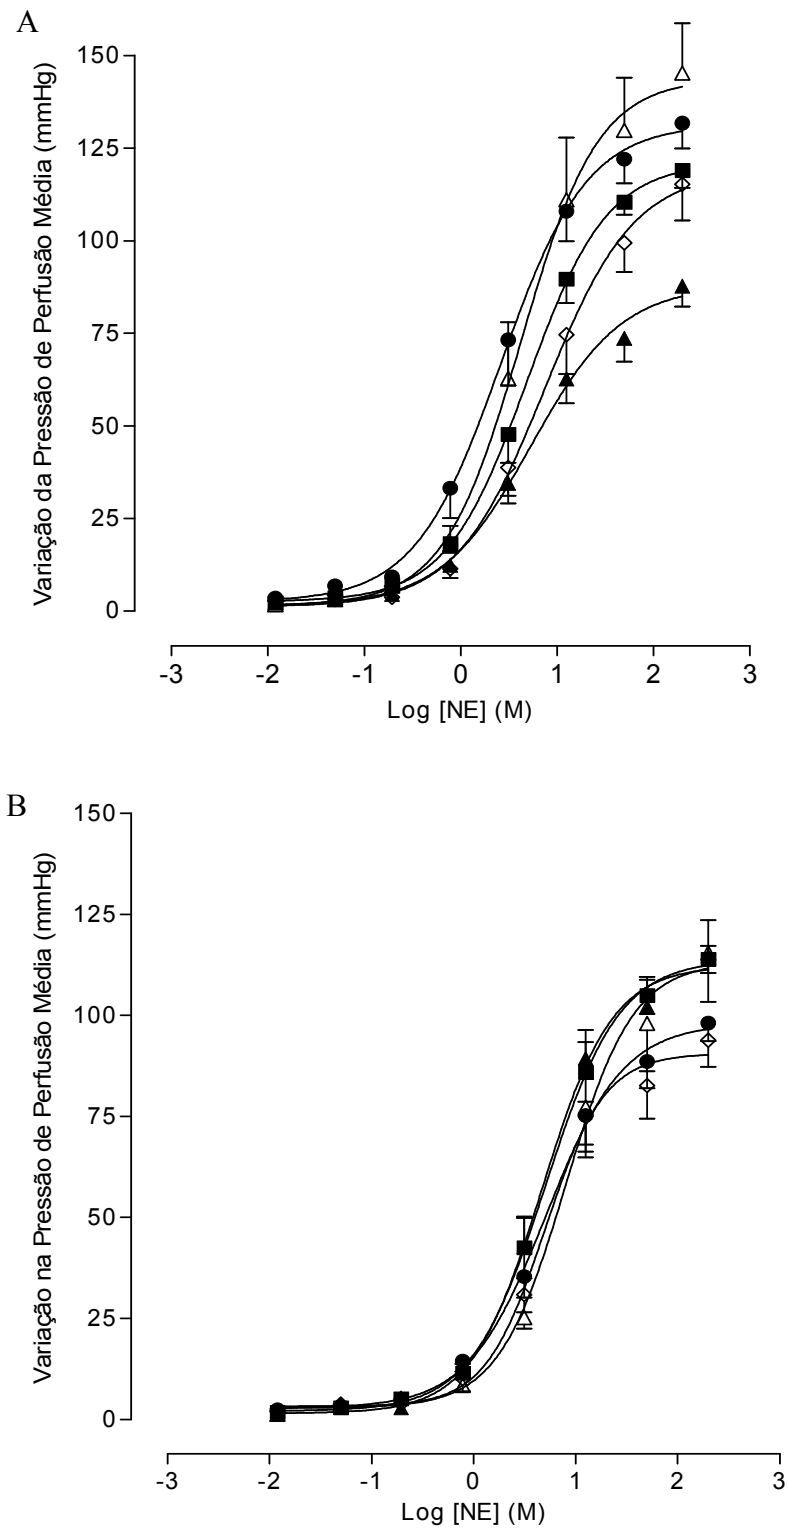 A
Variação da Pressão de Perfusão Média (mmHg)
150
125
100
75
50
25
0
-3 -2 -1 0 1 2 3
Log [NE] (M)
B
Variação na Pressão de Perfusão Média (mmHg)
150
125
100
75
50
25
0
-3 -2 -1 0 1 2 3
Log [NE] (M)